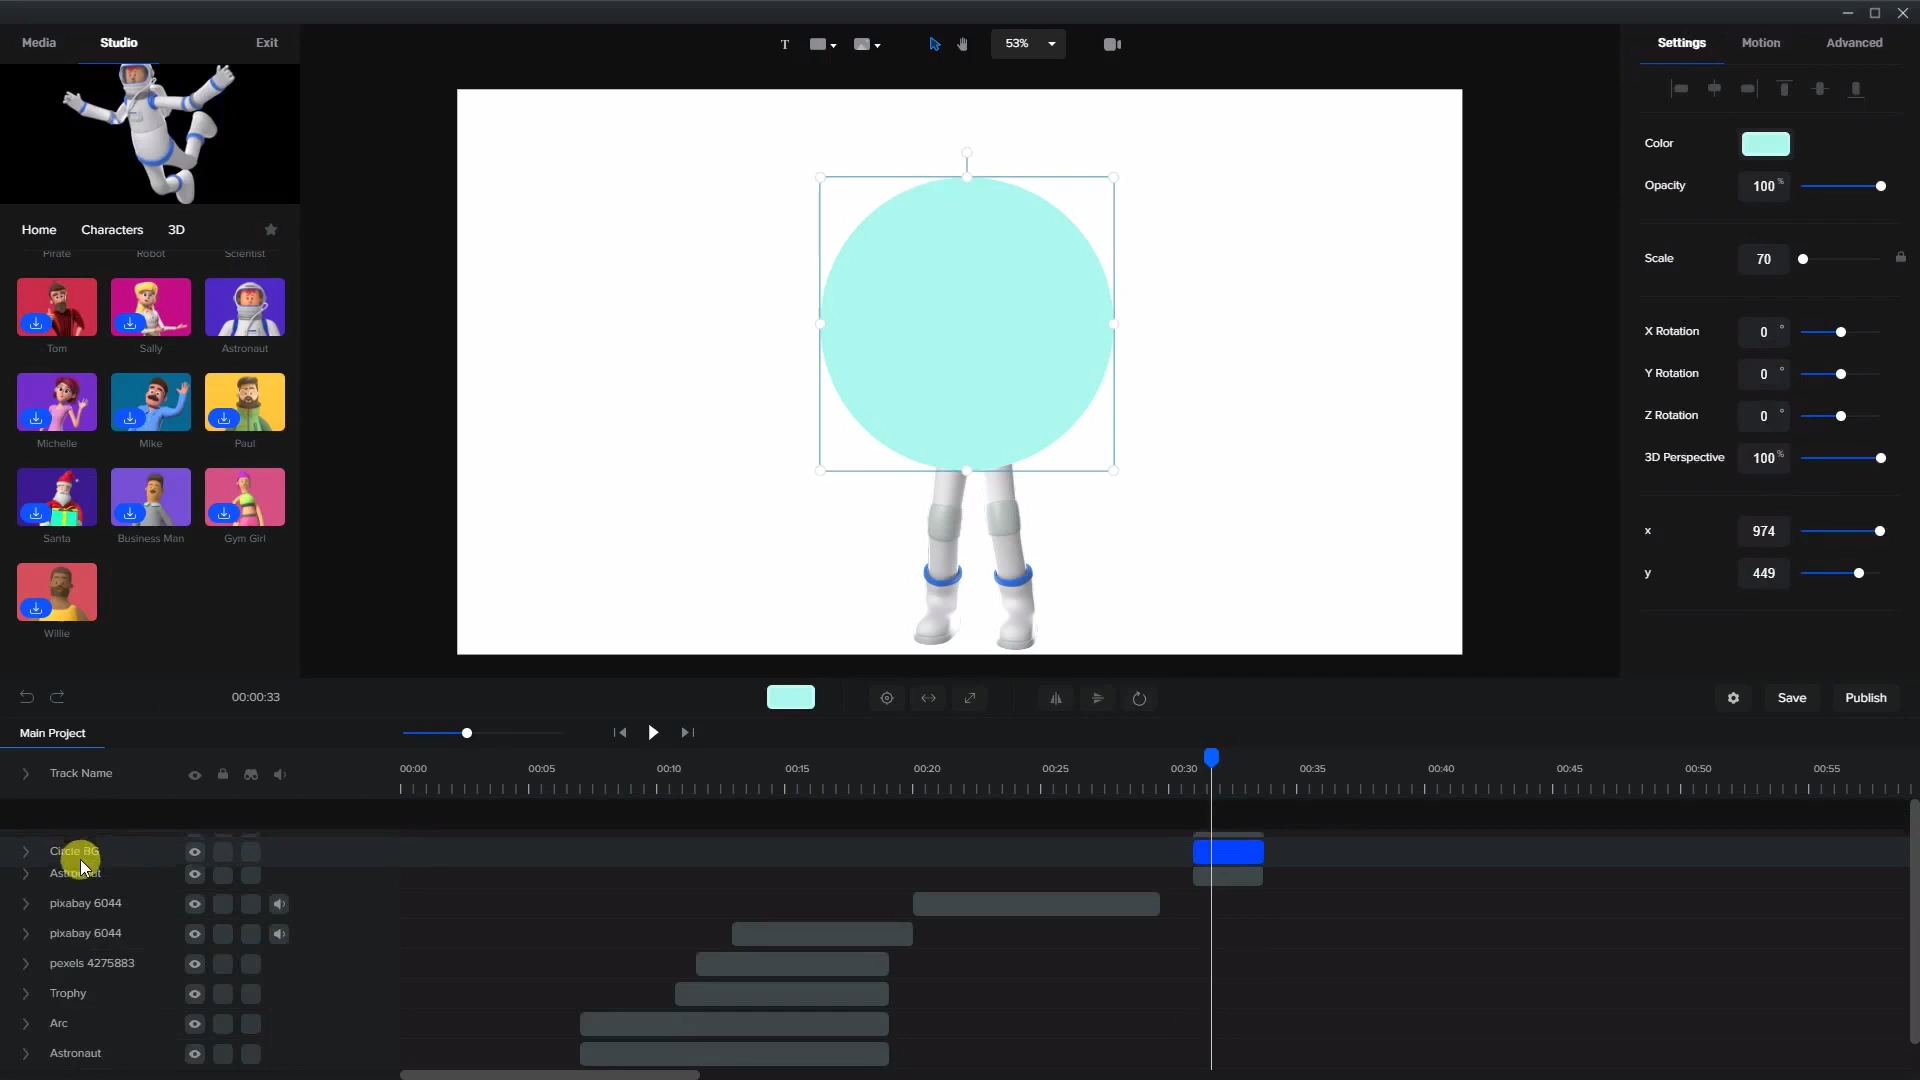 Media Studio Exit
T 53%
Settings Motion Advanced
Color
Opacity 100 %
Home Characters 3D
Pirate Robot Scientist
Scale 70
Tom Sally Astronaut
X Rotation 0 °
Y Rotation 0 °
Z Rotation 0 °
Michelle Mike Paul
3D Perspective 100 %
x 974
Santa Business Man Gym Girl
y 449
Willie
00:00:33
Save Publish
Main Project
Track Name
00:00 00:05 00:10 00:15 00:20 00:25 00:30 00:35 00:40 00:45 00:50 00:55
Circle BG
Astronaut
pixabay 6044
pixabay 6044
pexels 4275883
Trophy
Arc
Astronaut